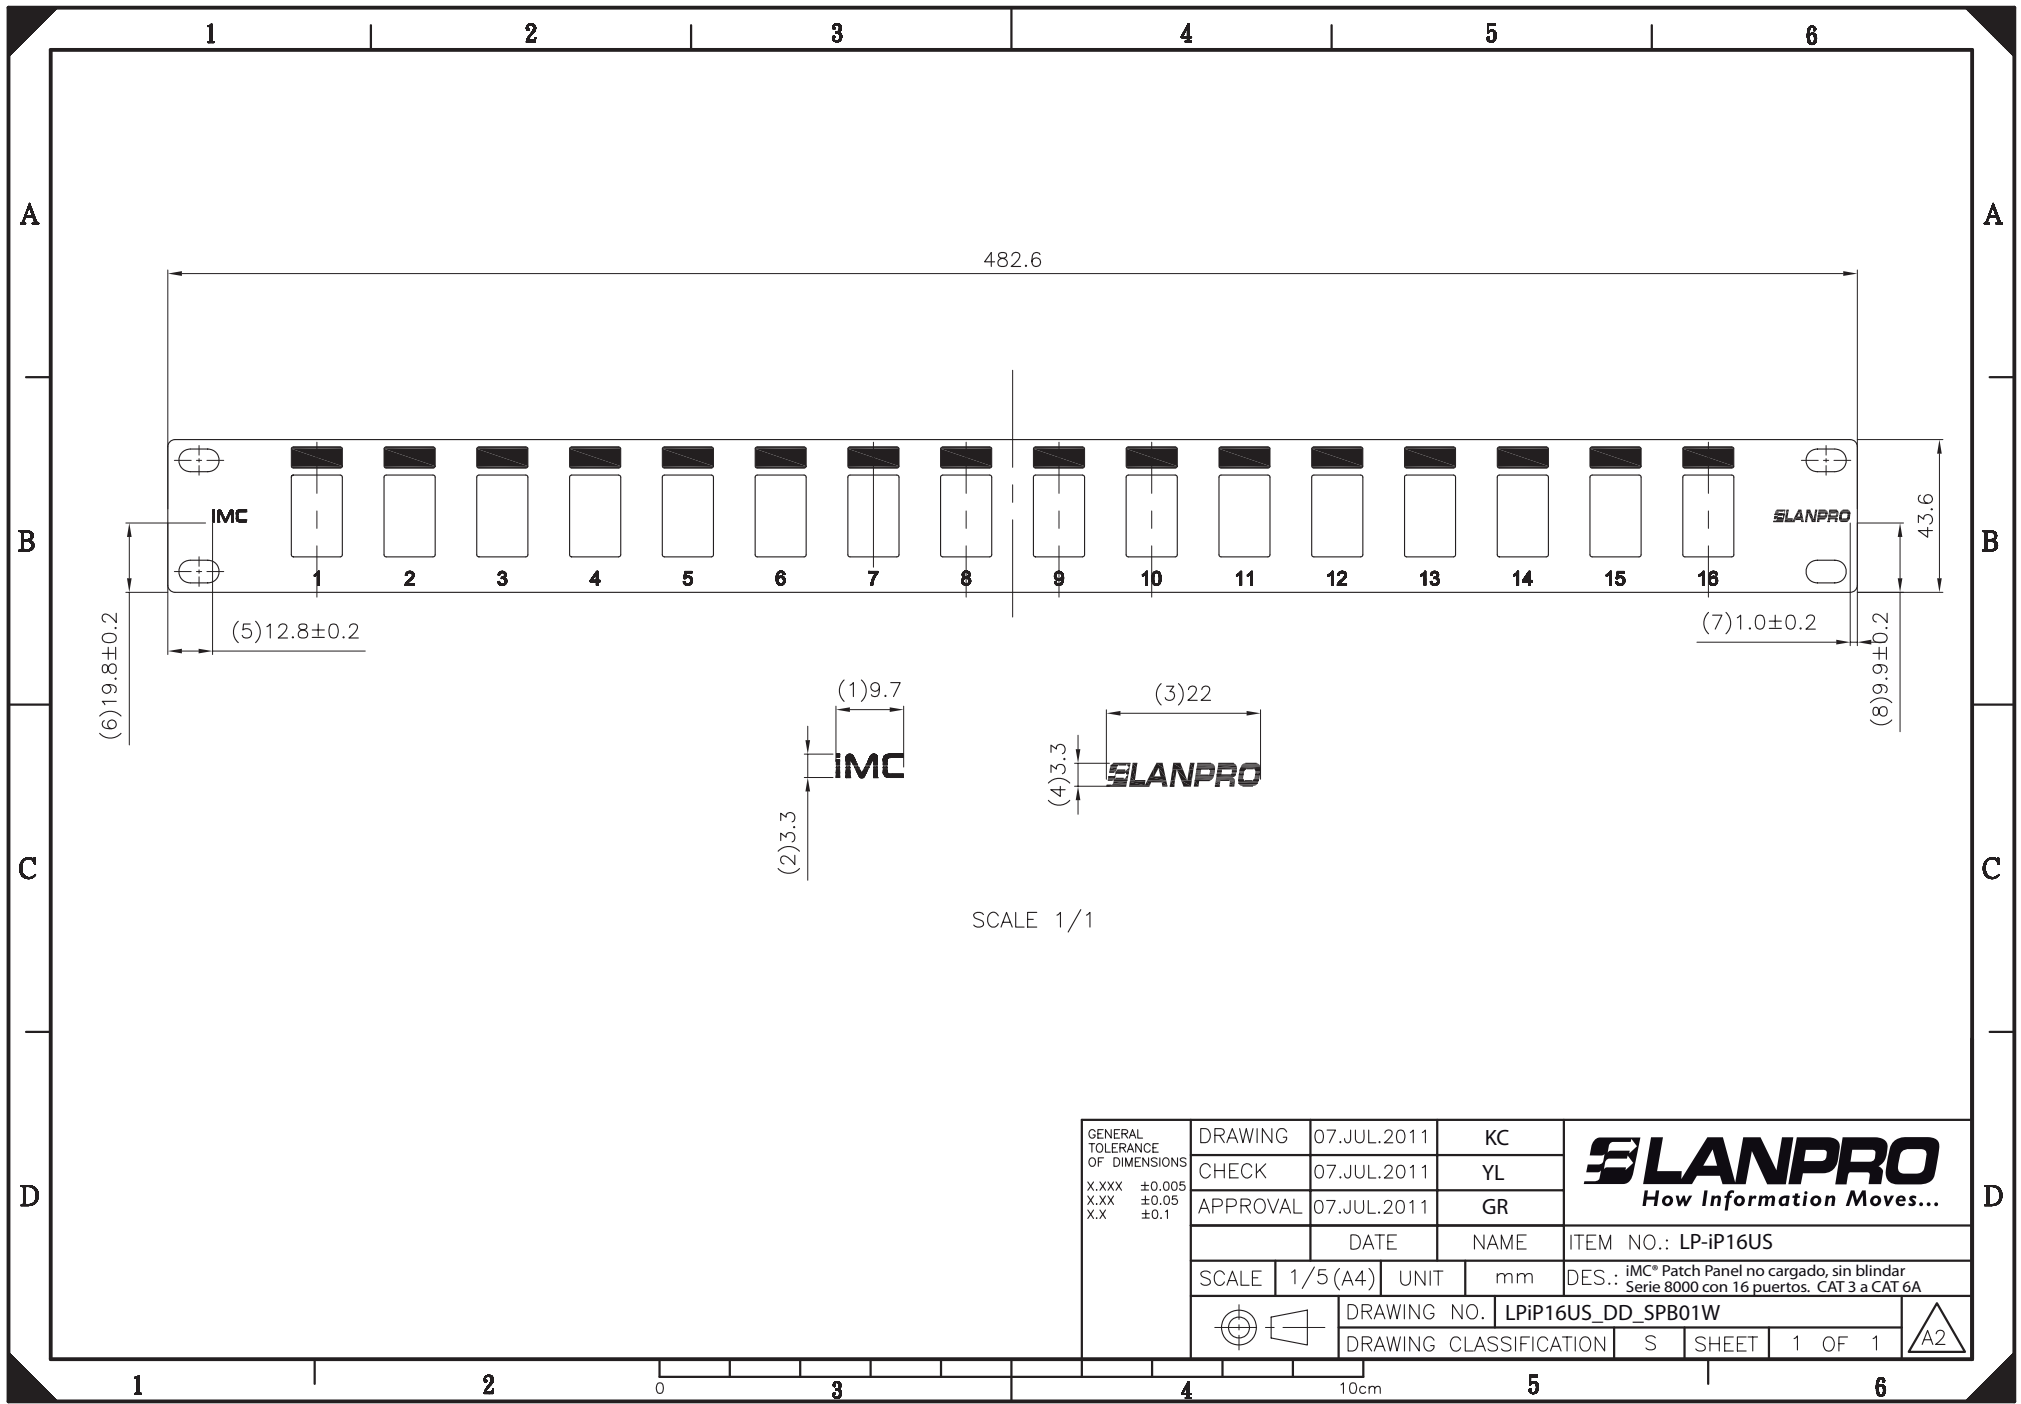 1 2 3 4 5 6
A A
482.6
IMC
SLANPRO
B B
43.6
1 2 3 4 5 6 7 8 9 10 11 12 13 14 15 16
(5)12.8±0.2
(6)19.8±0.2
(7)1.0±0.2
(8)9.9±0.2
(1)9.7
(3)22
iMC
(4)3.3
SLANPRO
(2)3.3
C C
SCALE 1/1
GENERAL
TOLERANCE
OF DIMENSIONS
X.XXX ±0.005
X.XX ±0.05
X.X ±0.1
DRAWING 07.JUL.2011 KC
CHECK 07.JUL.2011 YL
APPROVAL 07.JUL.2011 GR
DATE NAME
SLANPRO
How Information Moves...
D D
ITEM NO.: LP-iP16US
SCALE 1/5(A4) UNIT mm
DES.: iMC® Patch Panel no cargado, sin blindar
Serie 8000 con 16 puertos. CAT 3 a CAT 6A
DRAWING NO. LPiP16US_DD_SPB01W
DRAWING CLASSIFICATION S SHEET 1 OF 1
A2
1 2 3 4 5 6
0 10cm